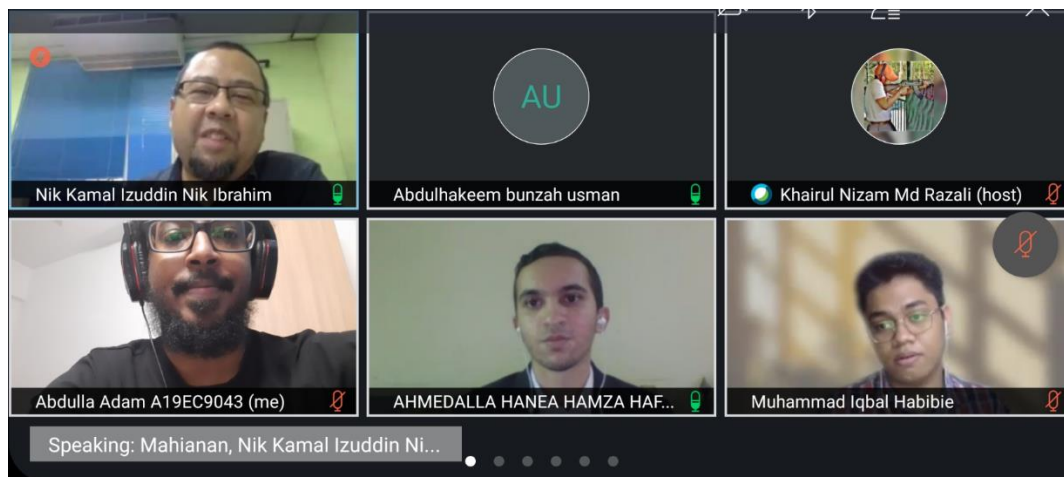 AU
Nik Kamal Izuddin Nik Ibrahim
Abdulhakeem bunzah usman
Khairul Nizam Md Razali (host)
Abdulla Adam A19EC9043 (me)
AHMEDALLA HANEA HAMZA HAF...
Muhammad Iqbal Habibie
Speaking: Mahianan, Nik Kamal Izuddin Ni...